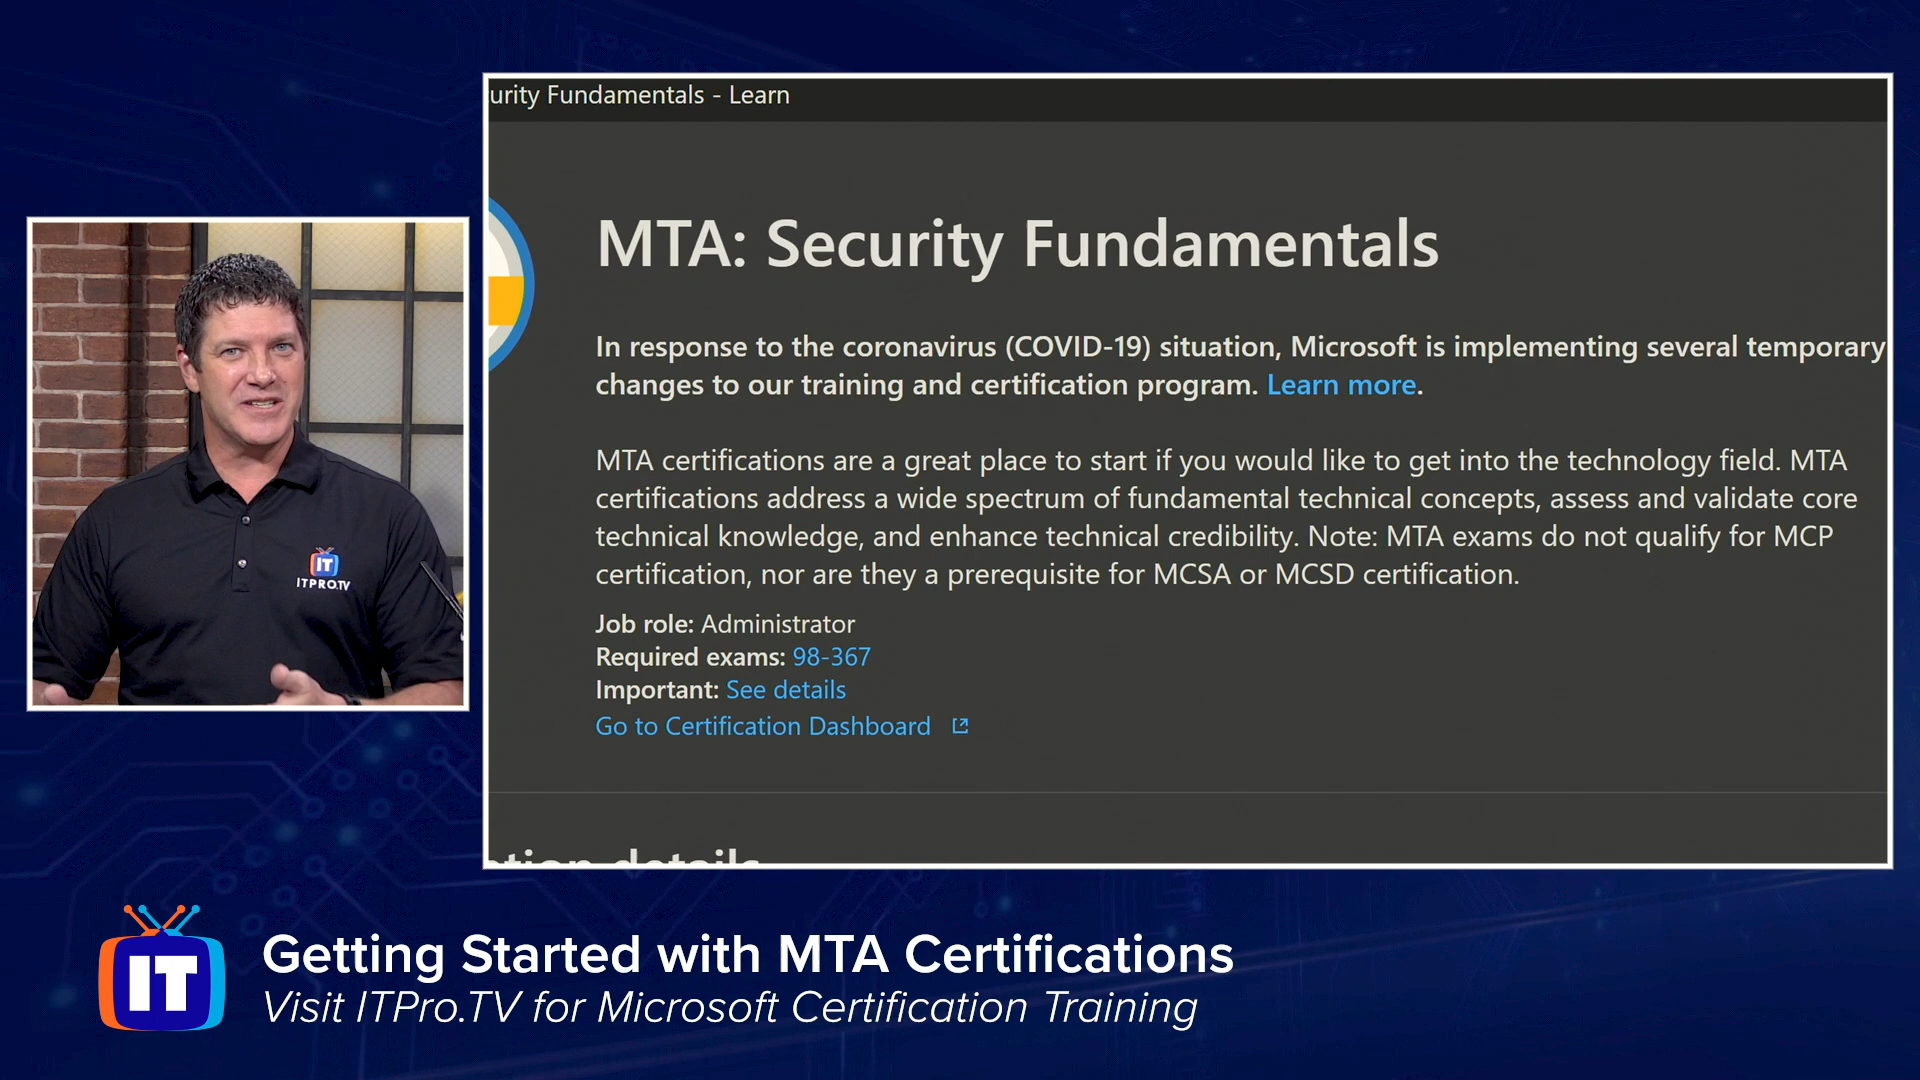 urity Fundamentals - Learn
MTA: Security Fundamentals
In response to the coronavirus (COVID-19) situation, Microsoft is implementing several temporary
changes to our training and certification program. Learn more.
MTA certifications are a great place to start if you would like to get into the technology field. MTA
certifications address a wide spectrum of fundamental technical concepts, assess and validate core
technical knowledge, and enhance technical credibility. Note: MTA exams do not qualify for MCP
certification, nor are they a prerequisite for MCSA or MCSD certification.
Job role: Administrator
Required exams: 98-367
Important: See details
Go to Certification Dashboard
tion details
IT
ITPRO.TV
IT
Getting Started with MTA Certifications
Visit ITPro.TV for Microsoft Certification Training